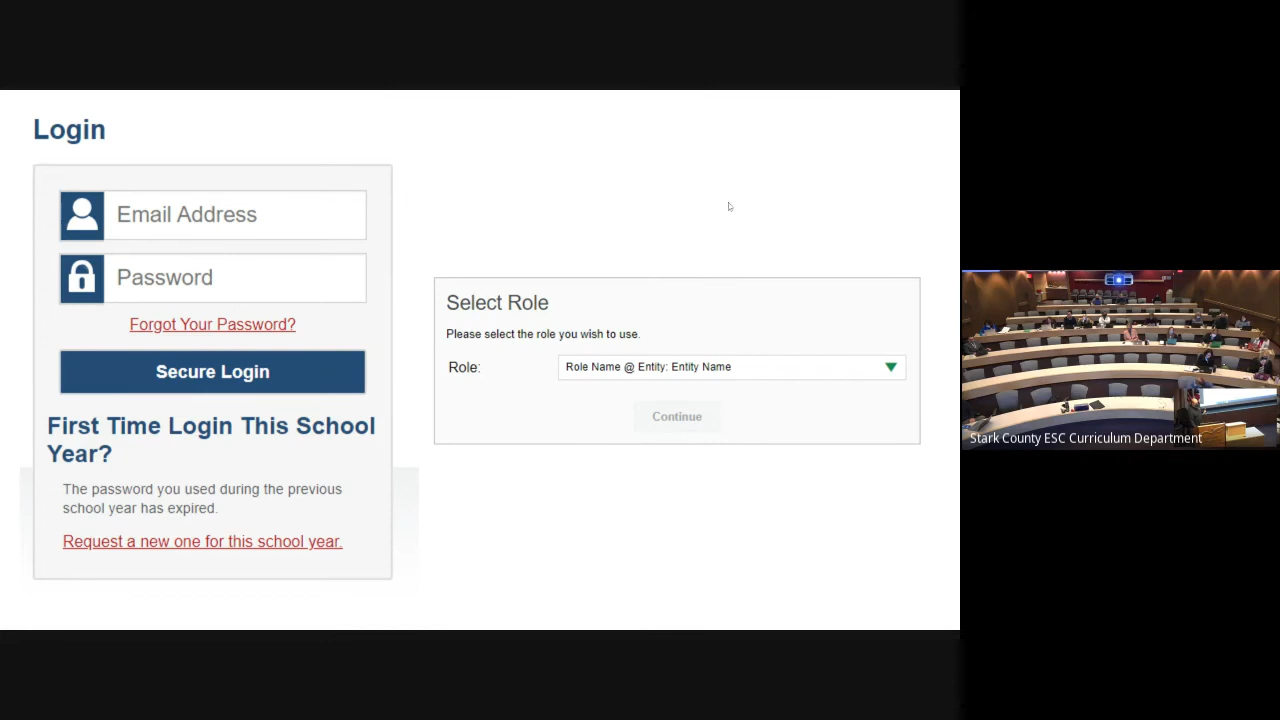 Login
Email Address
Password
Forgot Your Password?
Secure Login
First Time Login This School
Year?
The password you used during the previous
school year has expired.
Request a new one for this school year.
Select Role
Please select the role you wish to use.
Role:
Role Name @ Entity: Entity Name
Continue
Stark County ESC Curriculum Department